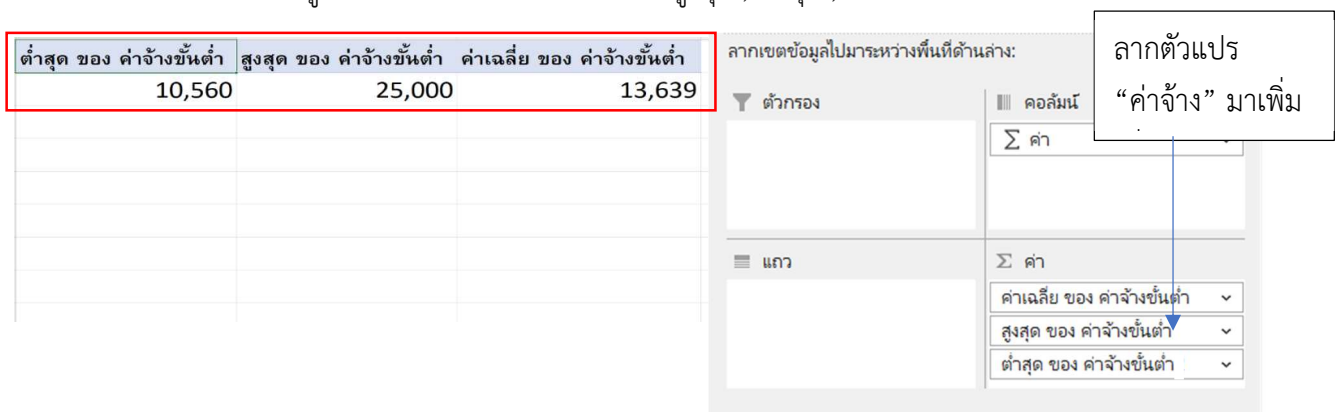 ต่ำสุด ของ ค่าจ้างขั้นต่ำ สูงสุด ของ ค่าจ้างขั้นต่ำ ค่าเฉลี่ย ของ ค่าจ้างขั้นต่ำ
10,560 25,000 13,639
ลากเขตข้อมูลไปมาระหว่างพื้นที่ด้านล่าง:
ลากตัวแปร
“ค่าจ้าง” มาเพิ่ม
ตัวกรอง
คอลัมน์
Σ ค่า
แถว
Σ ค่า
ค่าเฉลี่ย ของ ค่าจ้างขั้นต่ำ
สูงสุด ของ ค่าจ้างขั้นต่ำ
ต่ำสุด ของ ค่าจ้างขั้นต่ำ